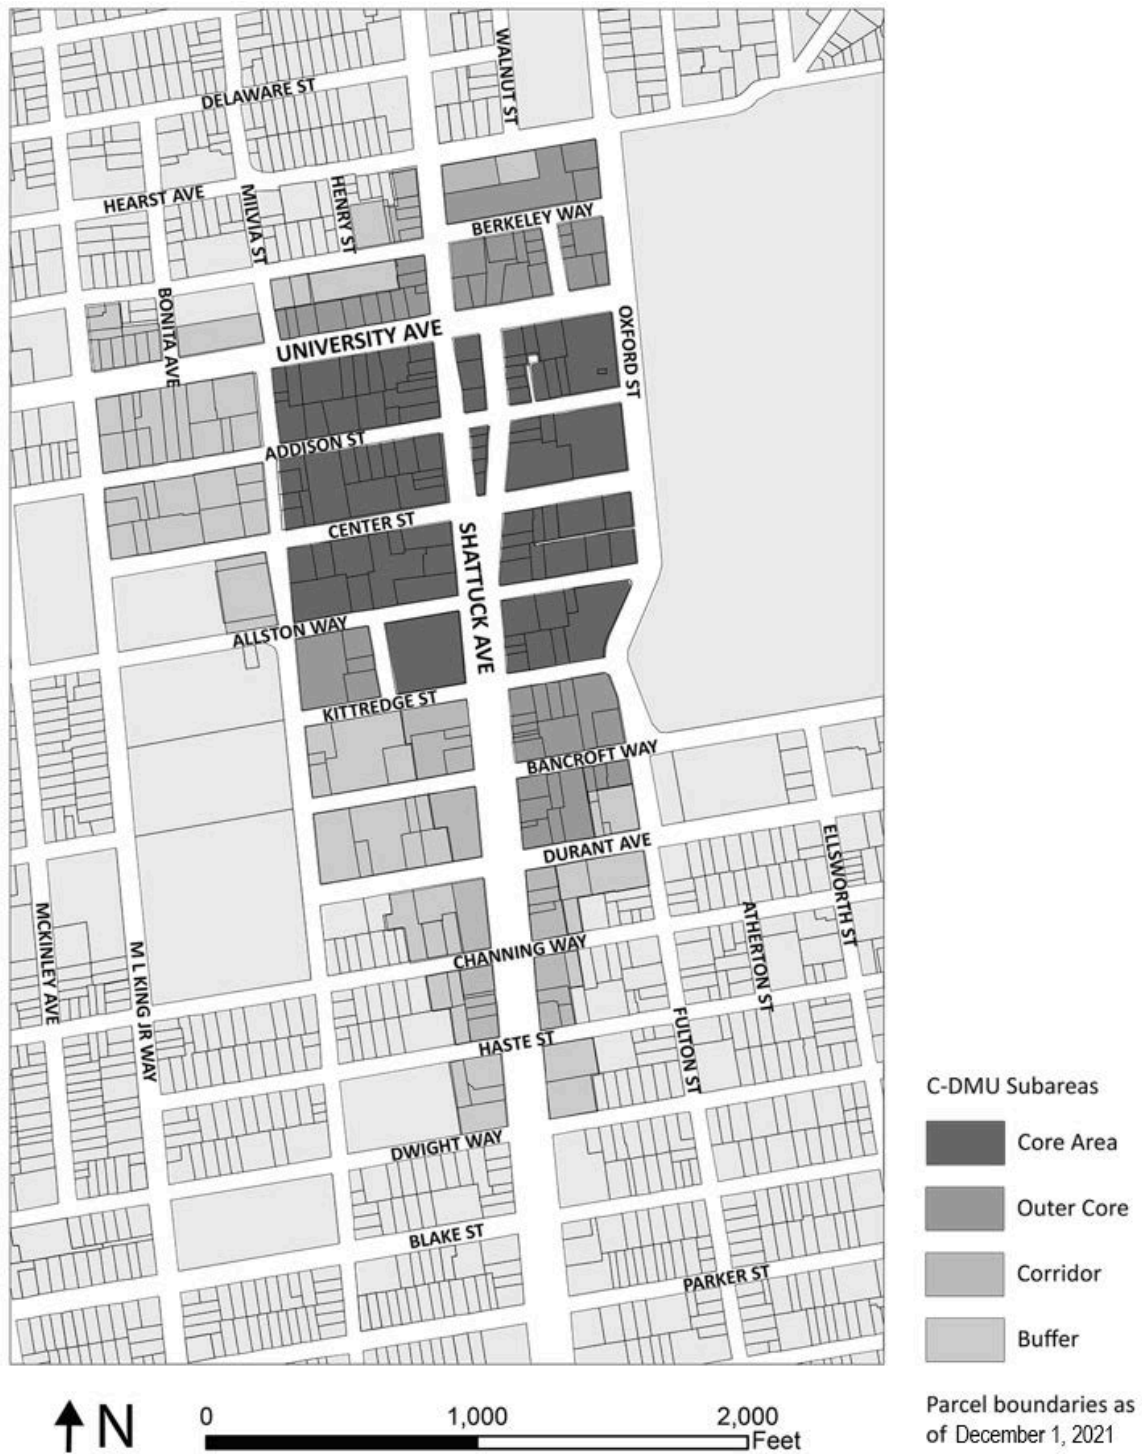 WALNUT ST
DELAWARE ST
HEARST AVE
MILVIA ST
HENRY ST
BERKELEY WAY
BONITA AVE
UNIVERSITY AVE
OXFORD ST
ADDISON ST
CENTER ST
SHATTUCK AVE
ALLSTON WAY
KITTREDGE ST
BANCROFT WAY
DURANT AVE
ELLSWORTH ST
MCKINLEY AVE
M L KING JR WAY
CHANNING WAY
ATHERTON ST
HASTE ST
FULTON ST
DWIGHT WAY
BLAKE ST
PARKER ST
C-DMU Subareas
Core Area
Outer Core
Corridor
Buffer
Parcel boundaries as
of December 1, 2021
N
0 1,000 2,000
Feet